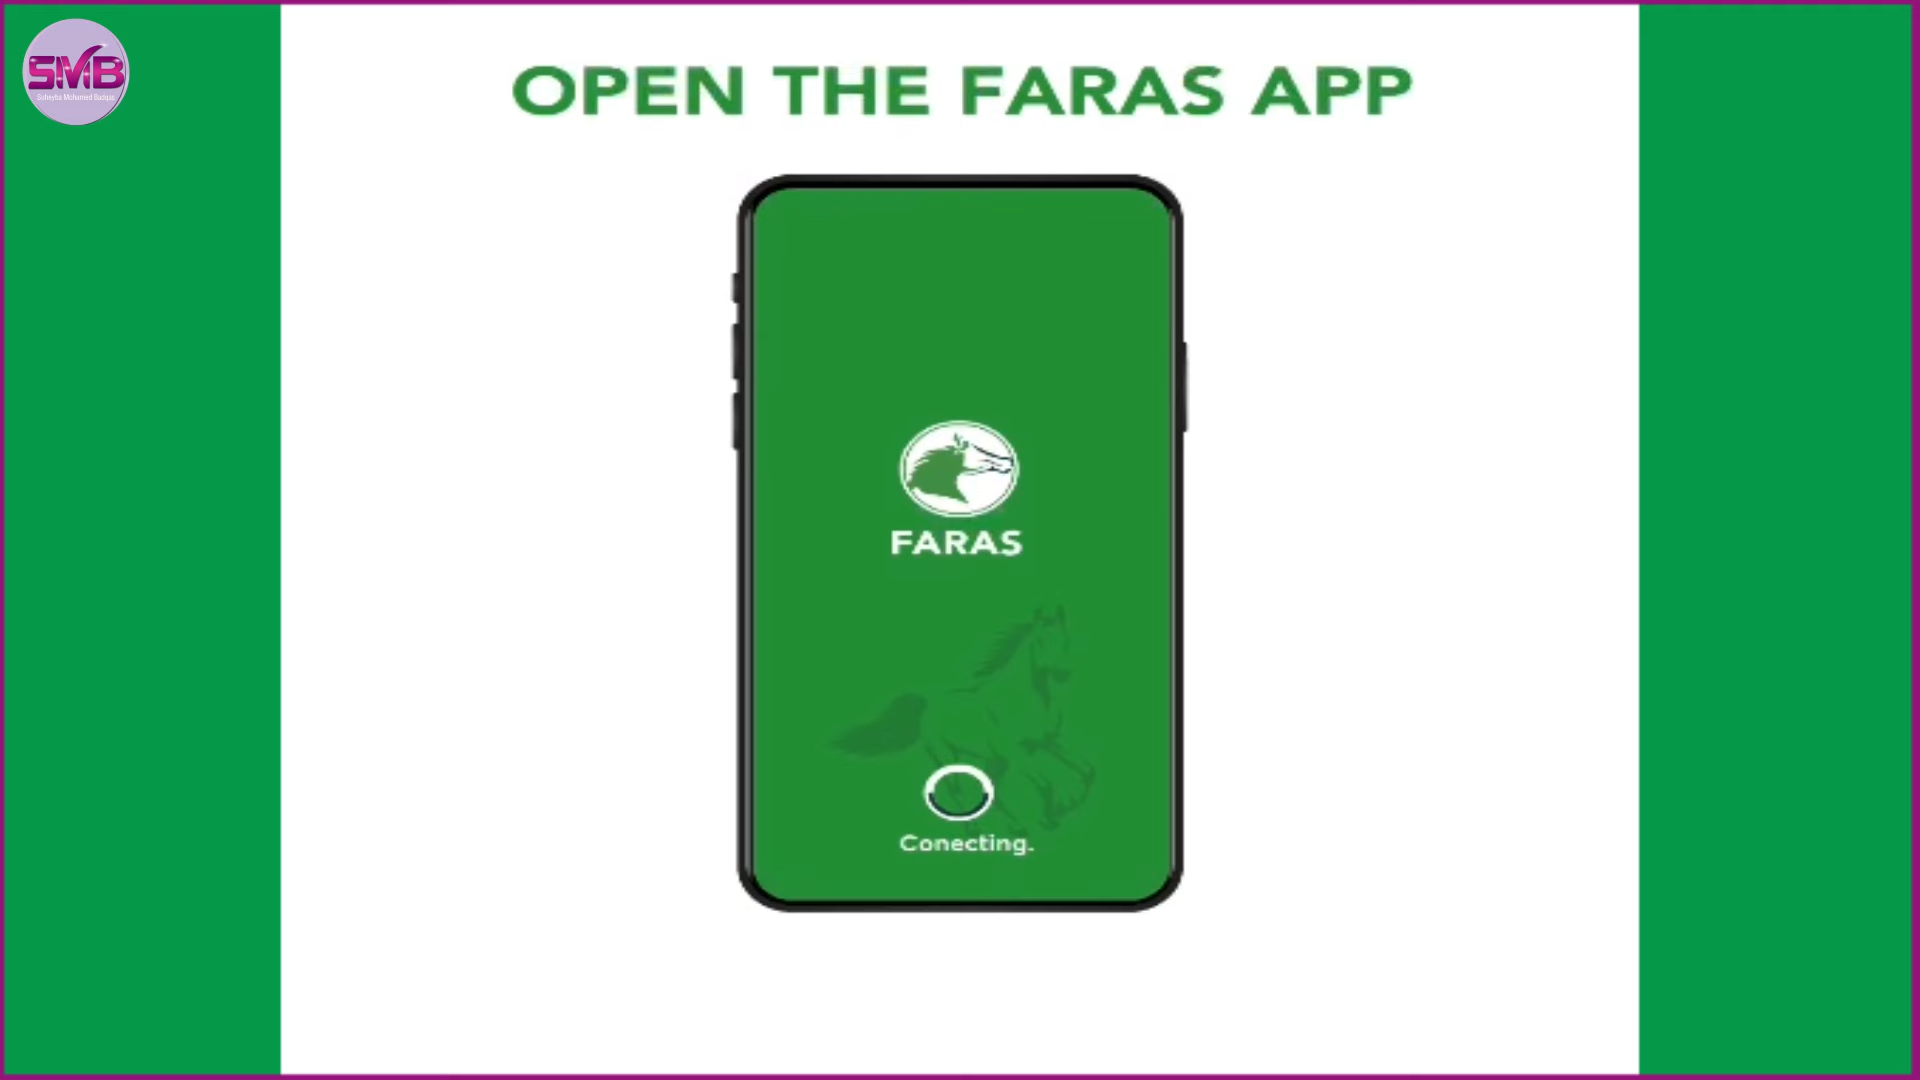 SMB
OPEN THE FARAS APP
FARAS
Conecting.